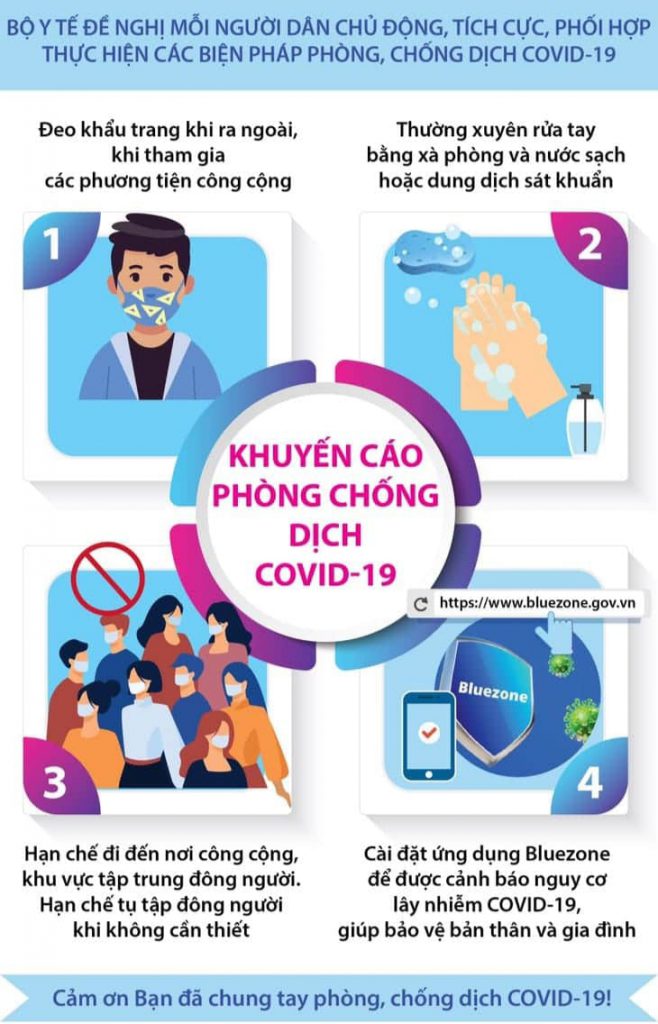 BỘ Y TẾ ĐỀ NGHỊ MỖI NGƯỜI DÂN CHỦ ĐỘNG, TÍCH CỰC, PHỐI HỢP
THỰC HIỆN CÁC BIỆN PHÁP PHÒNG, CHỐNG DỊCH COVID-19
Đeo khẩu trang khi ra ngoài,
khi tham gia
các phương tiện công cộng
1
Thường xuyên rửa tay
bằng xà phòng và nước sạch
hoặc dung dịch sát khuẩn
2
KHUYẾN CÁO
PHÒNG CHỐNG
DỊCH
COVID-19
3
Hạn chế đi đến nơi công cộng,
khu vực tập trung đông người.
Hạn chế tụ tập đông người
khi không cần thiết
https://www.bluezone.gov.vn
Bluezone
4
Cài đặt ứng dụng Bluezone
để được cảnh báo nguy cơ
lây nhiễm COVID-19,
giúp bảo vệ bản thân và gia đình
Cảm ơn Bạn đã chung tay phòng, chống dịch COVID-19!